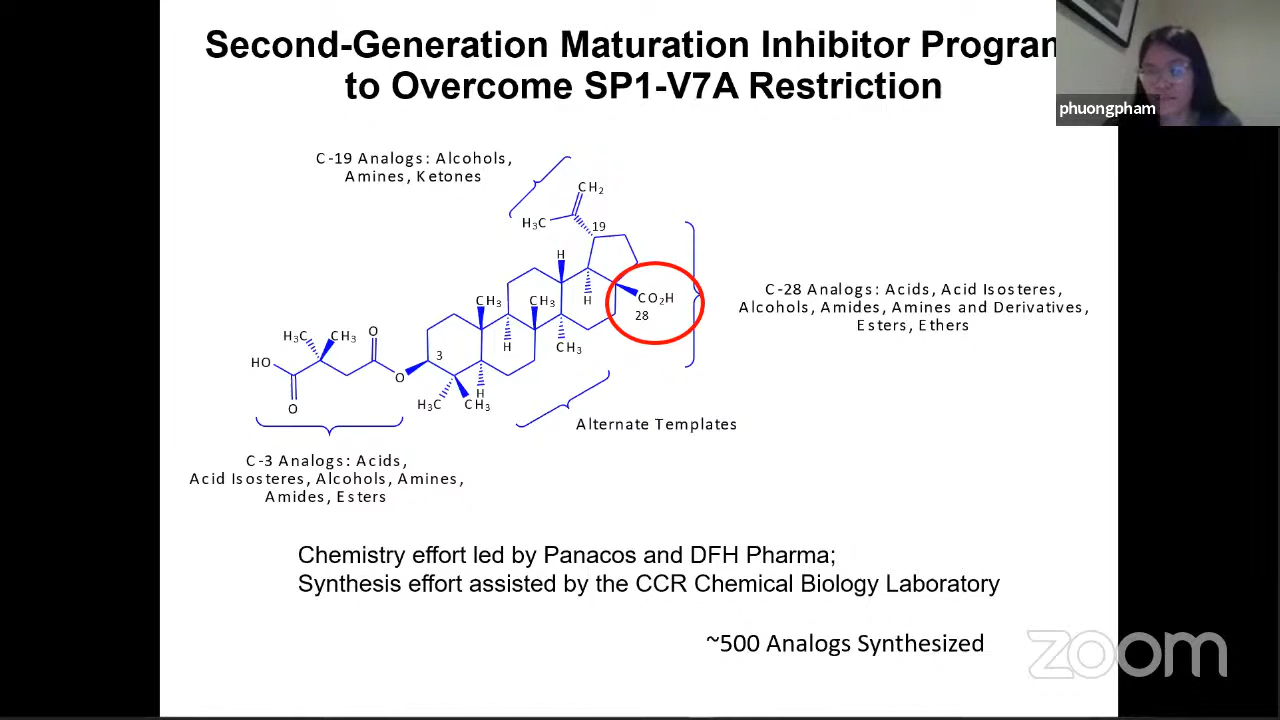 Second-Generation Maturation Inhibitor Program
to Overcome SP1-V7A Restriction
phuongpham
C-19 Analogs: Alcohols,
Amines, Ketones
CH₂
H₃C
19
H
CO₂H
28
H
CH₃
CH₃
H
CH₃
C-28 Analogs: Acids, Acid Isosteres,
Alcohols, Amides, Amines and Derivatives,
Esters, Ethers
H₃C
CH₃
O
HO
O
O
3
H
H₃C
CH₃
Alternate Templates
C-3 Analogs: Acids,
Acid Isosteres, Alcohols, Amines,
Amides, Esters
Chemistry effort led by Panacos and DFH Pharma;
Synthesis effort assisted by the CCR Chemical Biology Laboratory
~500 Analogs Synthesized
zoom